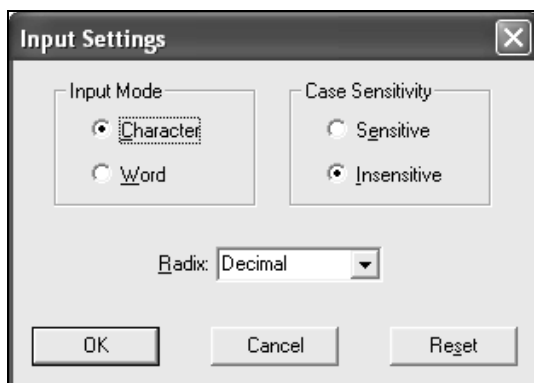 Input Settings
Input Mode
Character
Word
Case Sensitivity
Sensitive
Insensitive
Radix: Decimal
OK Cancel Reset